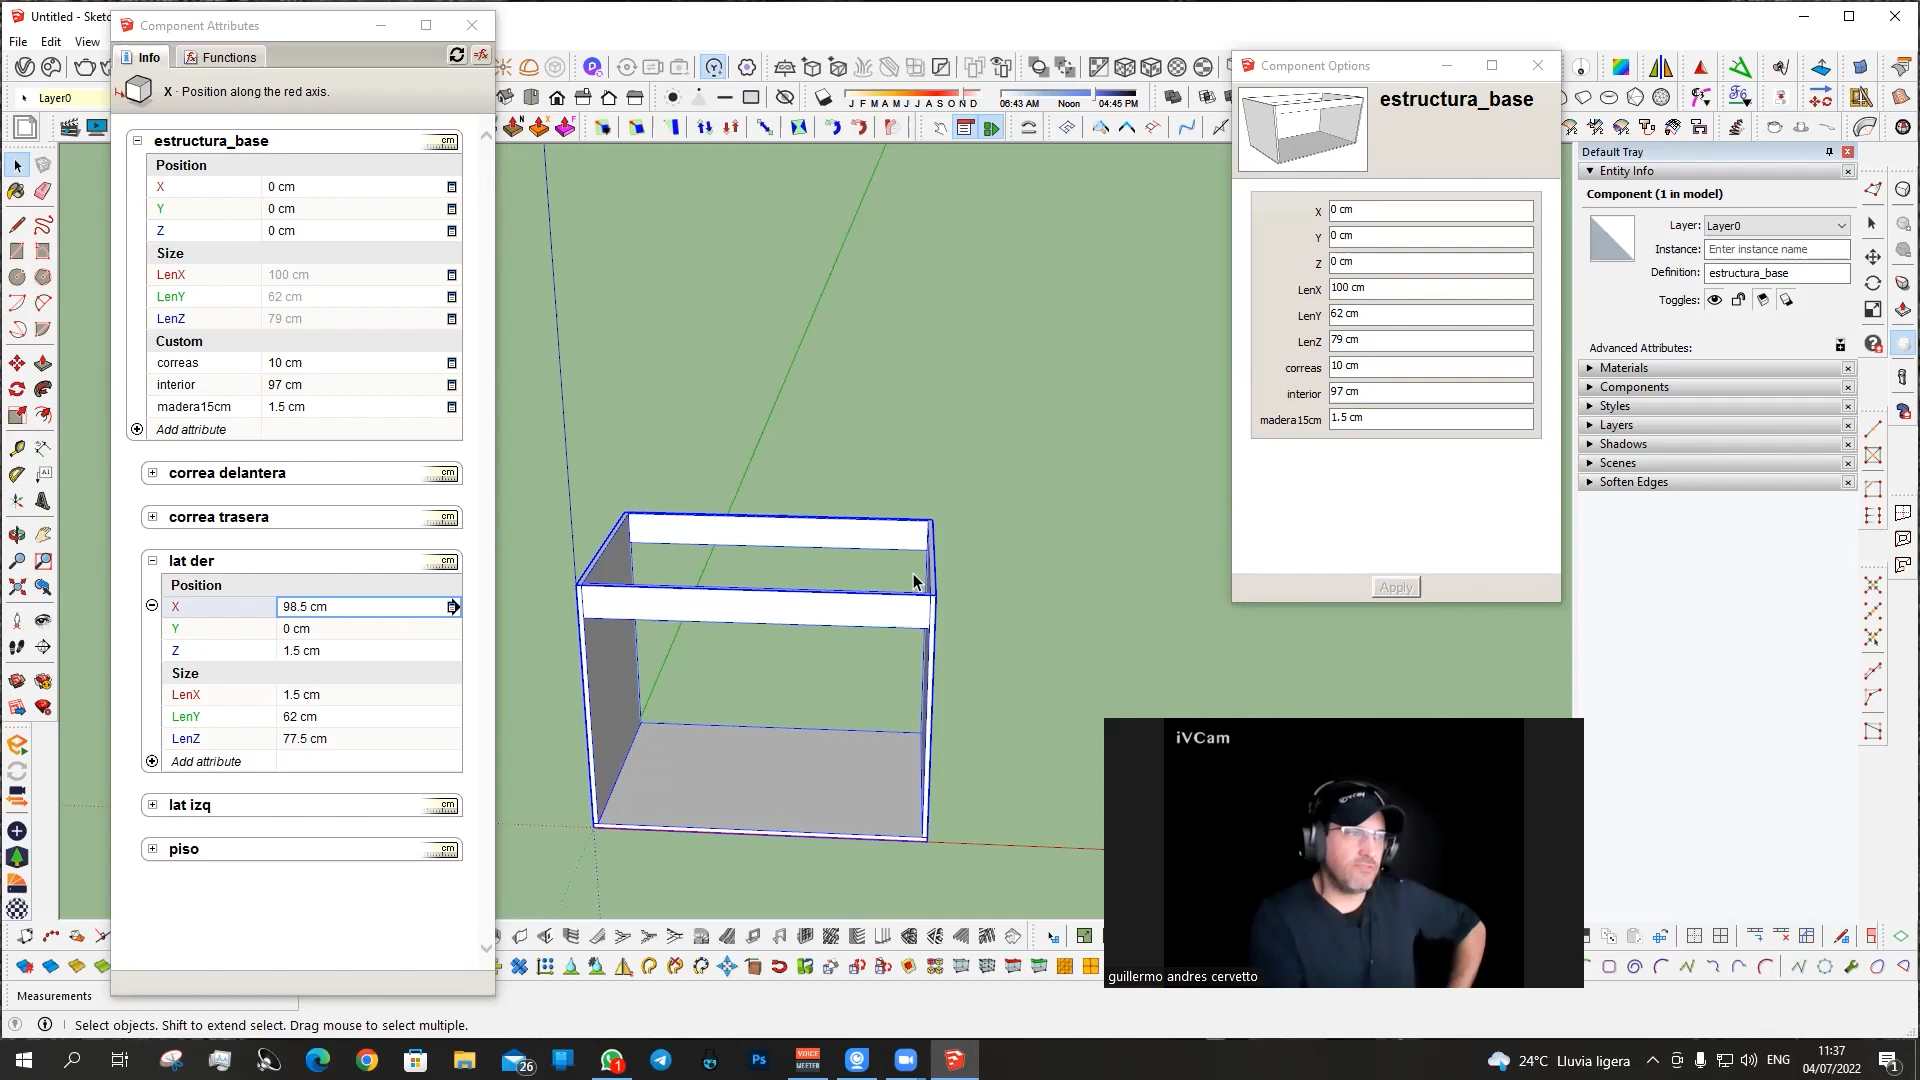 Untitled - Sketc
Component Attributes
File Edit View
Info
Functions
Layer0
X · Position along the red axis.
estructura_base
cm
Position
X 0 cm
Y 0 cm
Z 0 cm
Size
LenX 100 cm
LenY 62 cm
LenZ 79 cm
Custom
correas 10 cm
interior 97 cm
madera15cm 1.5 cm
Add attribute
correa delantera
cm
correa trasera
cm
lat der
cm
Position
X 98.5 cm
Y 0 cm
Z 1.5 cm
Size
LenX 1.5 cm
LenY 62 cm
LenZ 77.5 cm
Add attribute
lat izq
cm
piso
cm
J F M A M J J A S O N D
06:43 AM Noon 04:45 PM
Component Options
estructura_base
X 0 cm
Y 0 cm
Z 0 cm
LenX 100 cm
LenY 62 cm
LenZ 79 cm
correas 10 cm
interior 97 cm
madera15cm 1.5 cm
Apply
Default Tray
Entity Info
Component (1 in model)
Layer: Layer0
Instance: Enter instance name
Definition: estructura_base
Toggles:
Advanced Attributes:
Materials
Components
Styles
Layers
Shadows
Scenes
Soften Edges
iVCam
guillermo andres cervetto
Measurements
Select objects. Shift to extend select. Drag mouse to select multiple.
26
1
Ps
VOICE
MEETER
24°C Lluvia ligera
ENG
11:37
04/07/2022
1